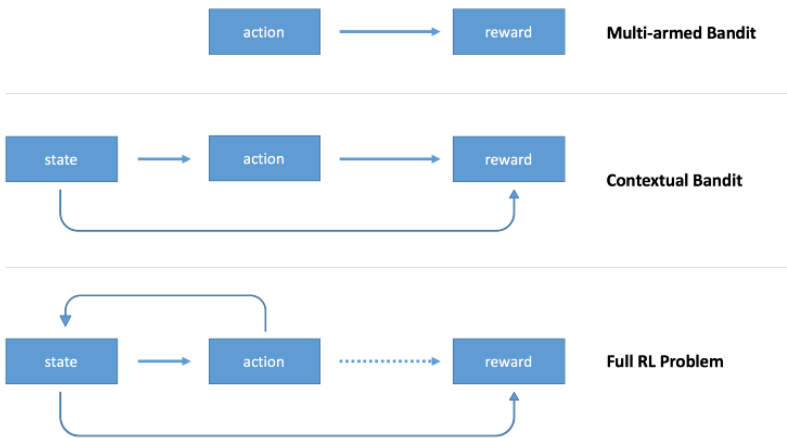 action
reward
Multi-armed Bandit
state
action
reward
Contextual Bandit
state
action
reward
Full RL Problem